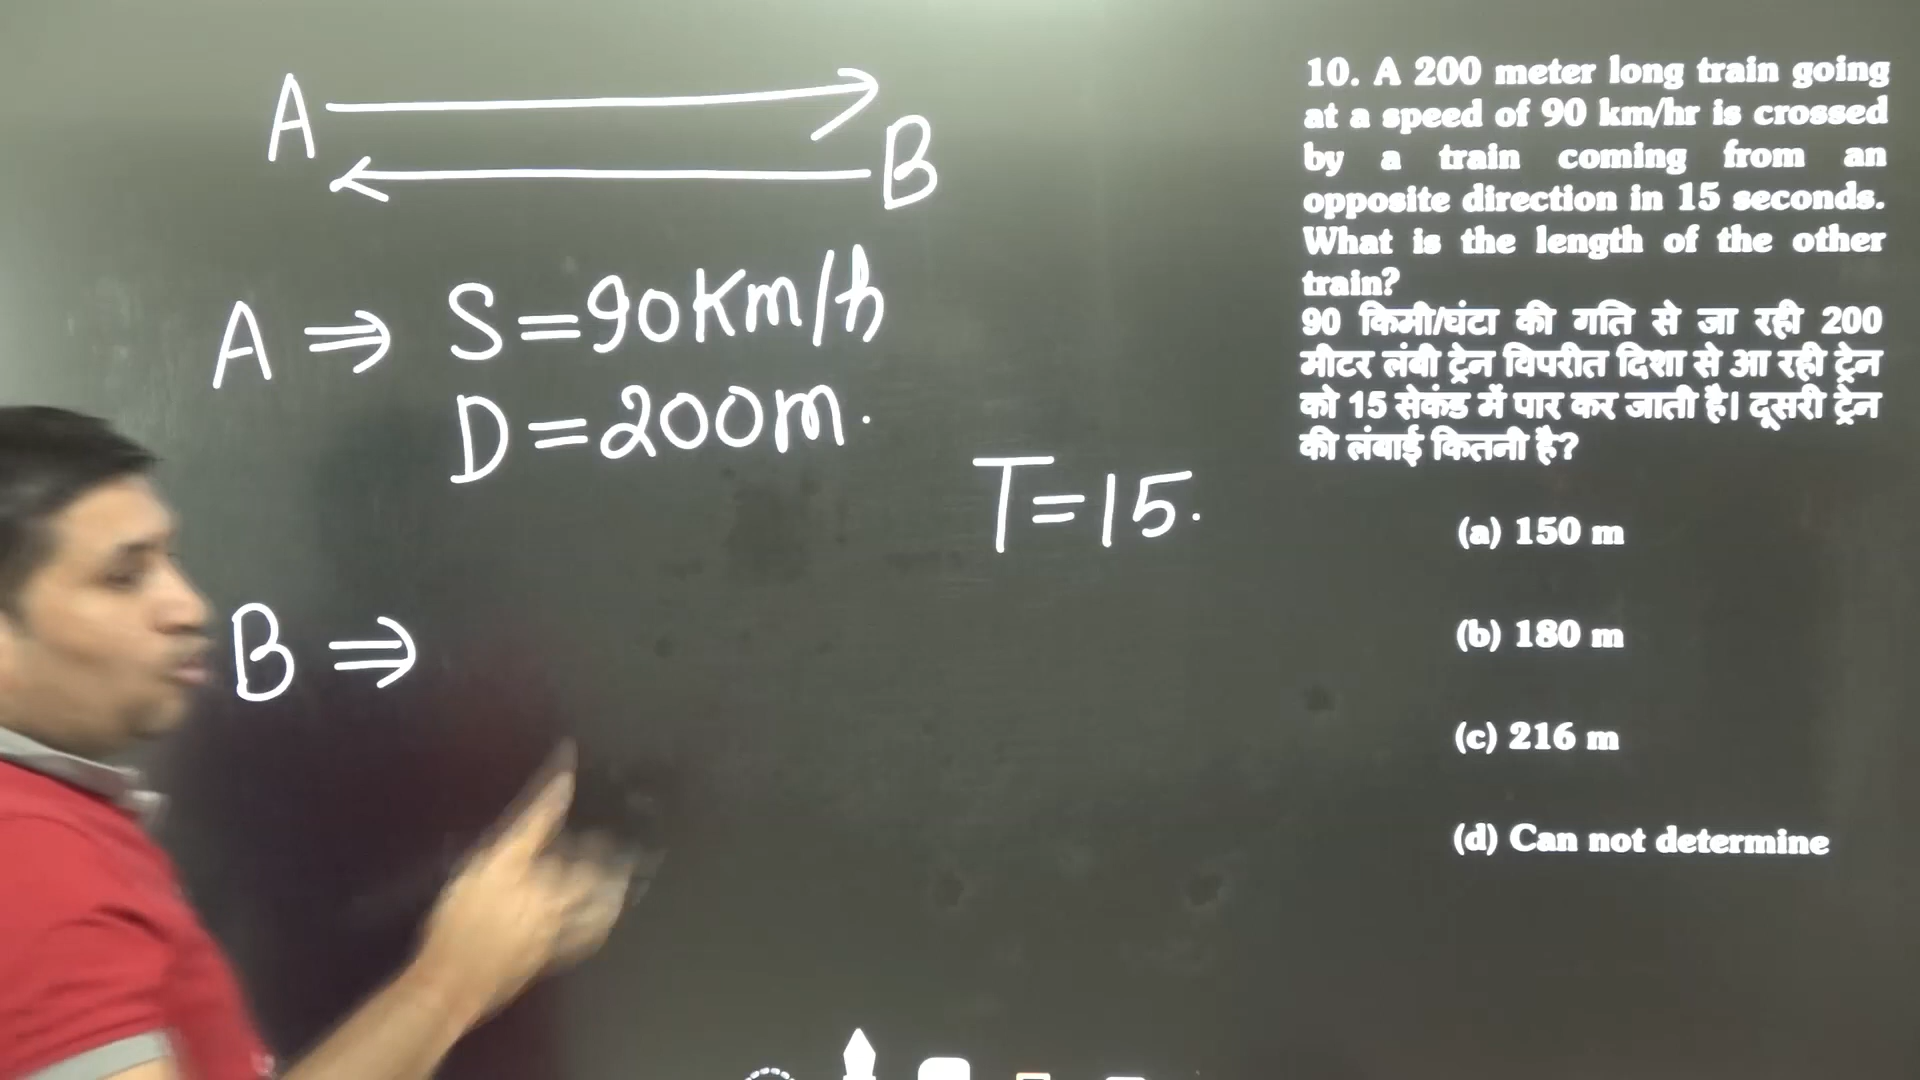 A
B
A ⇒ S = 90 Km/h
D = 200m.
T = 15.
B ⇒
10. A 200 meter long train going
at a speed of 90 km/hr is crossed
by a train coming from an
opposite direction in 15 seconds.
What is the length of the other
train?
90 किमी/घंटा की गति से जा रही 200
मीटर लंबी ट्रेन विपरीत दिशा से आ रही ट्रेन
को 15 सेकंड में पार कर जाती है। दूसरी ट्रेन
की लंबाई कितनी है?
(a) 150 m
(b) 180 m
(c) 216 m
(d) Can not determine